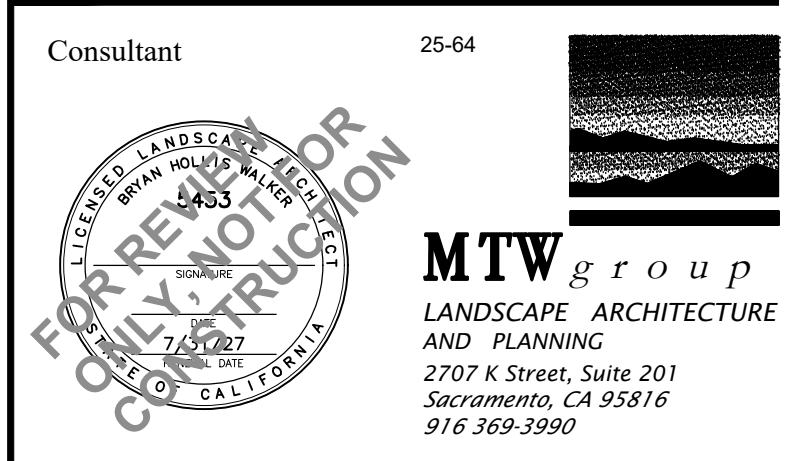 Consultant
25-64
LICENSED LANDSCAPE ARCHITECT
BRYAN HOLLIS WALKER
5453
SIGNATURE
DATE
7/31/27
RENEWAL DATE
STATE OF CALIFORNIA
FOR REVIEW
ONLY, NOT FOR
CONSTRUCTION
MTW group
LANDSCAPE ARCHITECTURE
AND PLANNING
2707 K Street, Suite 201
Sacramento, CA 95816
916 369-3990